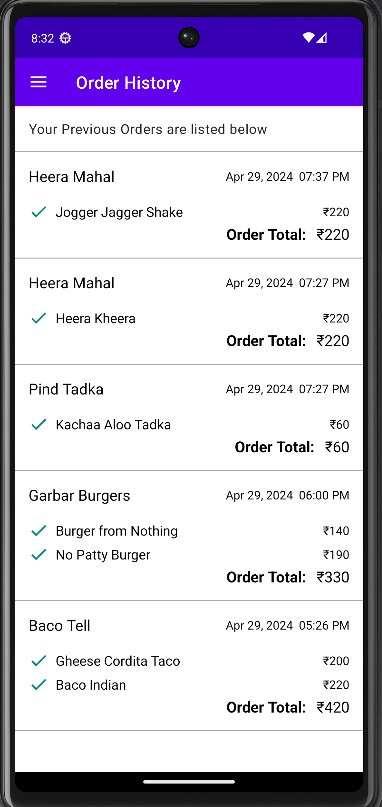 8:32
Order History
Your Previous Orders are listed below
Heera Mahal Apr 29, 2024 07:37 PM
Jogger Jagger Shake ₹220
Order Total: ₹220
Heera Mahal Apr 29, 2024 07:27 PM
Heera Kheera ₹220
Order Total: ₹220
Pind Tadka Apr 29, 2024 07:27 PM
Kachaa Aloo Tadka ₹60
Order Total: ₹60
Garbar Burgers Apr 29, 2024 06:00 PM
Burger from Nothing ₹140
No Patty Burger ₹190
Order Total: ₹330
Baco Tell Apr 29, 2024 05:26 PM
Gheese Cordita Taco ₹200
Baco Indian ₹220
Order Total: ₹420